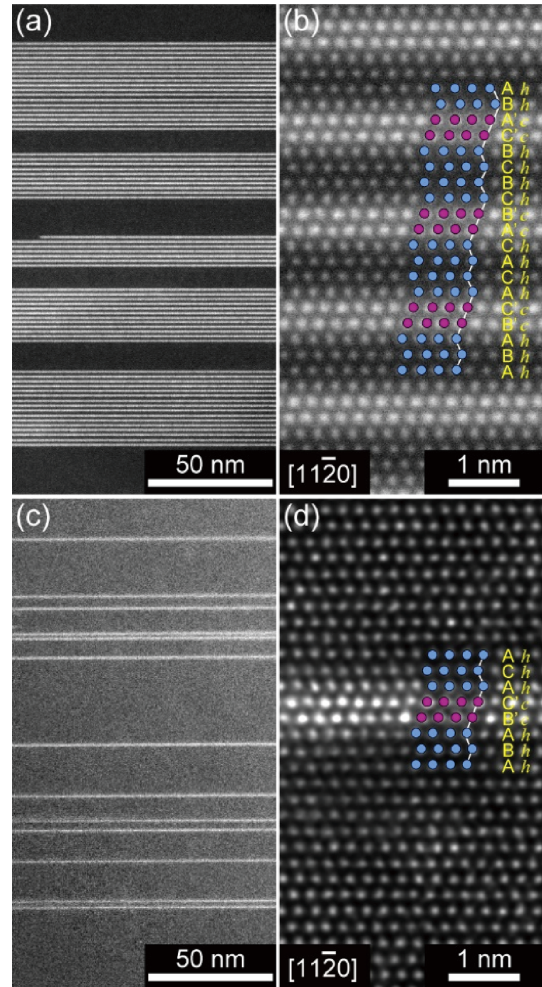 (a)
50 nm
(b)
A h
B h
A' c
C' c
B h
C h
B h
C h
B' c
A' c
C h
A h
C h
A h
C' c
B' c
A h
B h
A h
[112̄0]
1 nm
(c)
50 nm
(d)
A h
C h
A h
C' c
B' c
A h
B h
A h
[112̄0]
1 nm